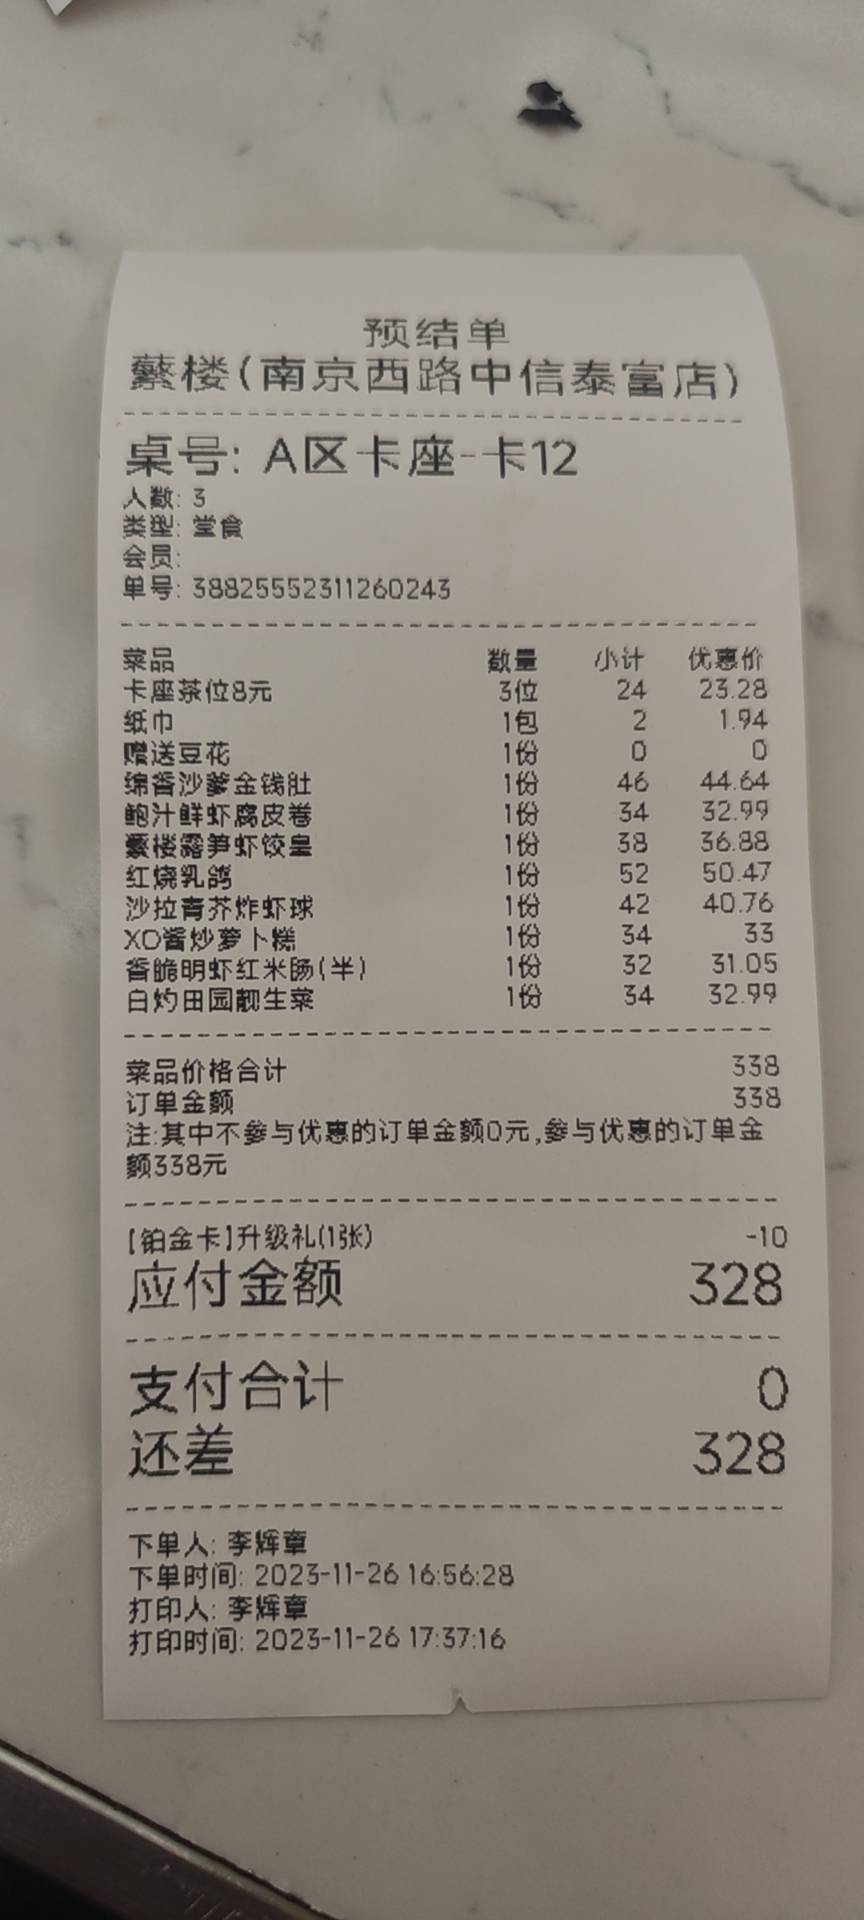 预结单
蘩楼(南京西路中信泰富店)
桌号: A区卡座-卡12
人数: 3
类型: 堂食
会员:
单号: 38825552311260243
菜品 数量 小计 优惠价
卡座茶位8元 3位 24 23.28
纸巾 1包 2 1.94
赠送豆花 1份 0 0
绵香沙爹金钱肚 1份 46 44.64
鲍汁鲜虾腐皮卷 1份 34 32.99
蘩楼露笋虾饺皇 1份 38 36.88
红烧乳鸽 1份 52 50.47
沙拉青芥炸虾球 1份 42 40.76
XO酱炒萝卜糕 1份 34 33
香脆明虾红米肠(半) 1份 32 31.05
白灼田园靓生菜 1份 34 32.99
菜品价格合计 338
订单金额 338
注:其中不参与优惠的订单金额0元,参与优惠的订单金
额338元
【铂金卡】升级礼(1张) -10
应付金额 328
支付合计 0
还差 328
下单人: 李辉章
下单时间: 2023-11-26 16:56:28
打印人: 李辉章
打印时间: 2023-11-26 17:37:16